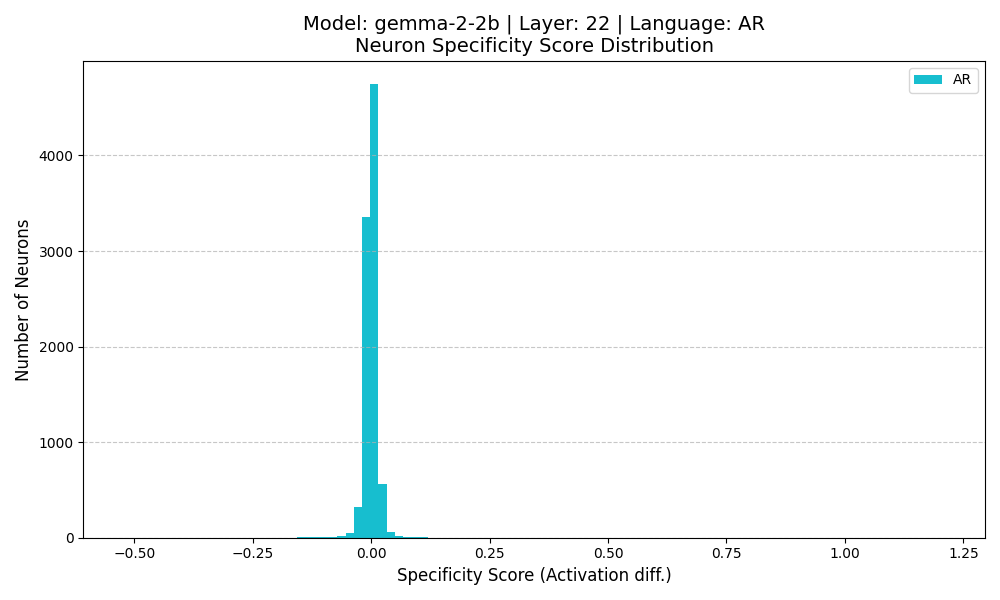 Model: gemma-2-2b | Layer: 22 | Language: AR
Neuron Specificity Score Distribution
AR
Number of Neurons
4000
3000
2000
1000
0
−0.50
−0.25
0.00
0.25
0.50
0.75
1.00
1.25
Specificity Score (Activation diff.)